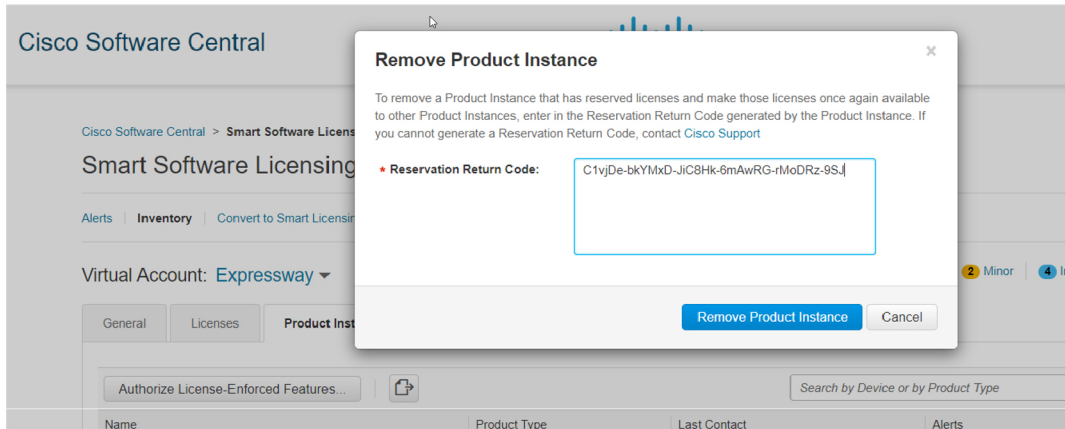 Cisco Software Central
Remove Product Instance
×
To remove a Product Instance that has reserved licenses and make those licenses once again available
to other Product Instances, enter in the Reservation Return Code generated by the Product Instance. If
you cannot generate a Reservation Return Code, contact Cisco Support
* Reservation Return Code:
C1vjDe-bkYMxD-JiC8Hk-6mAwRG-rMoDRz-9SJ
Remove Product Instance
Cancel
Cisco Software Central > Smart Software Licens
Smart Software Licensing
Alerts
Inventory
Convert to Smart Licensin
Virtual Account: Expressway
2 Minor
4
General
Licenses
Product Inst
Authorize License-Enforced Features...
Search by Device or by Product Type
Name
Product Type
Last Contact
Alerts